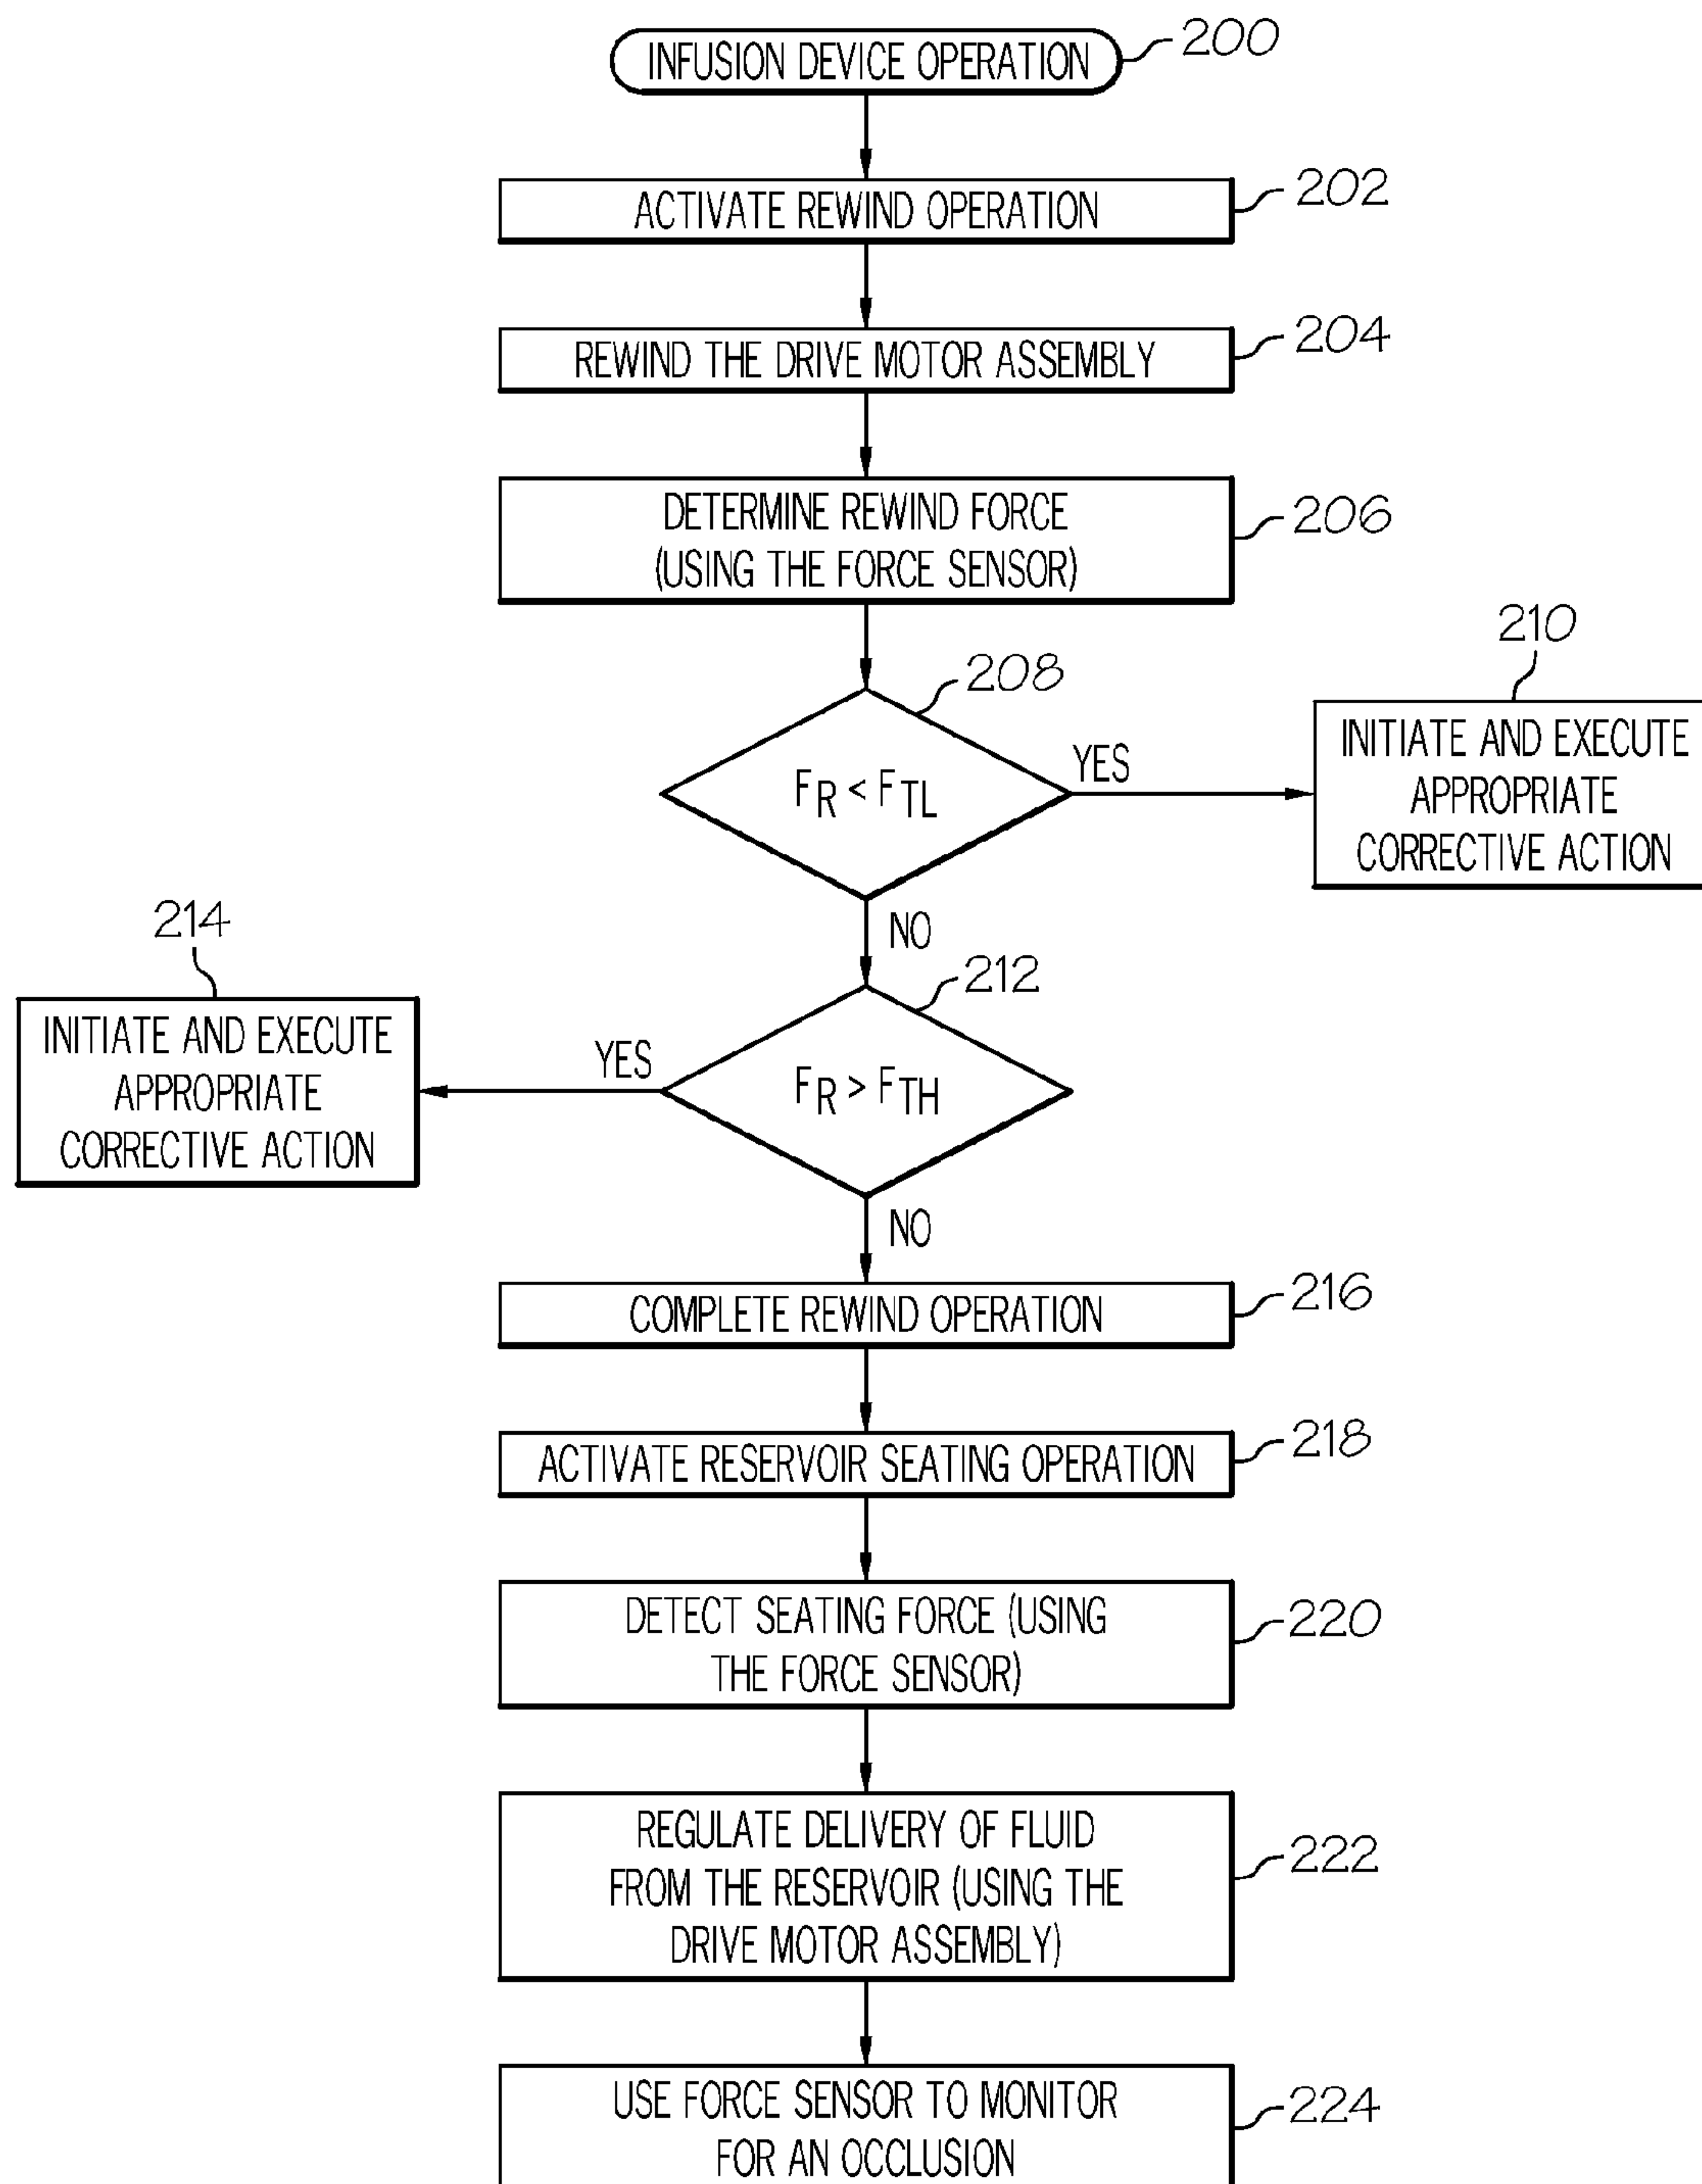 INFUSION DEVICE OPERATION
200
ACTIVATE REWIND OPERATION
202
REWIND THE DRIVE MOTOR ASSEMBLY
204
DETERMINE REWIND FORCE
(USING THE FORCE SENSOR)
206
208
FR < FTL
YES
NO
210
INITIATE AND EXECUTE
APPROPRIATE
CORRECTIVE ACTION
212
FR > FTH
YES
NO
214
INITIATE AND EXECUTE
APPROPRIATE
CORRECTIVE ACTION
COMPLETE REWIND OPERATION
216
ACTIVATE RESERVOIR SEATING OPERATION
218
DETECT SEATING FORCE (USING
THE FORCE SENSOR)
220
REGULATE DELIVERY OF FLUID
FROM THE RESERVOIR (USING THE
DRIVE MOTOR ASSEMBLY)
222
USE FORCE SENSOR TO MONITOR
FOR AN OCCLUSION
224